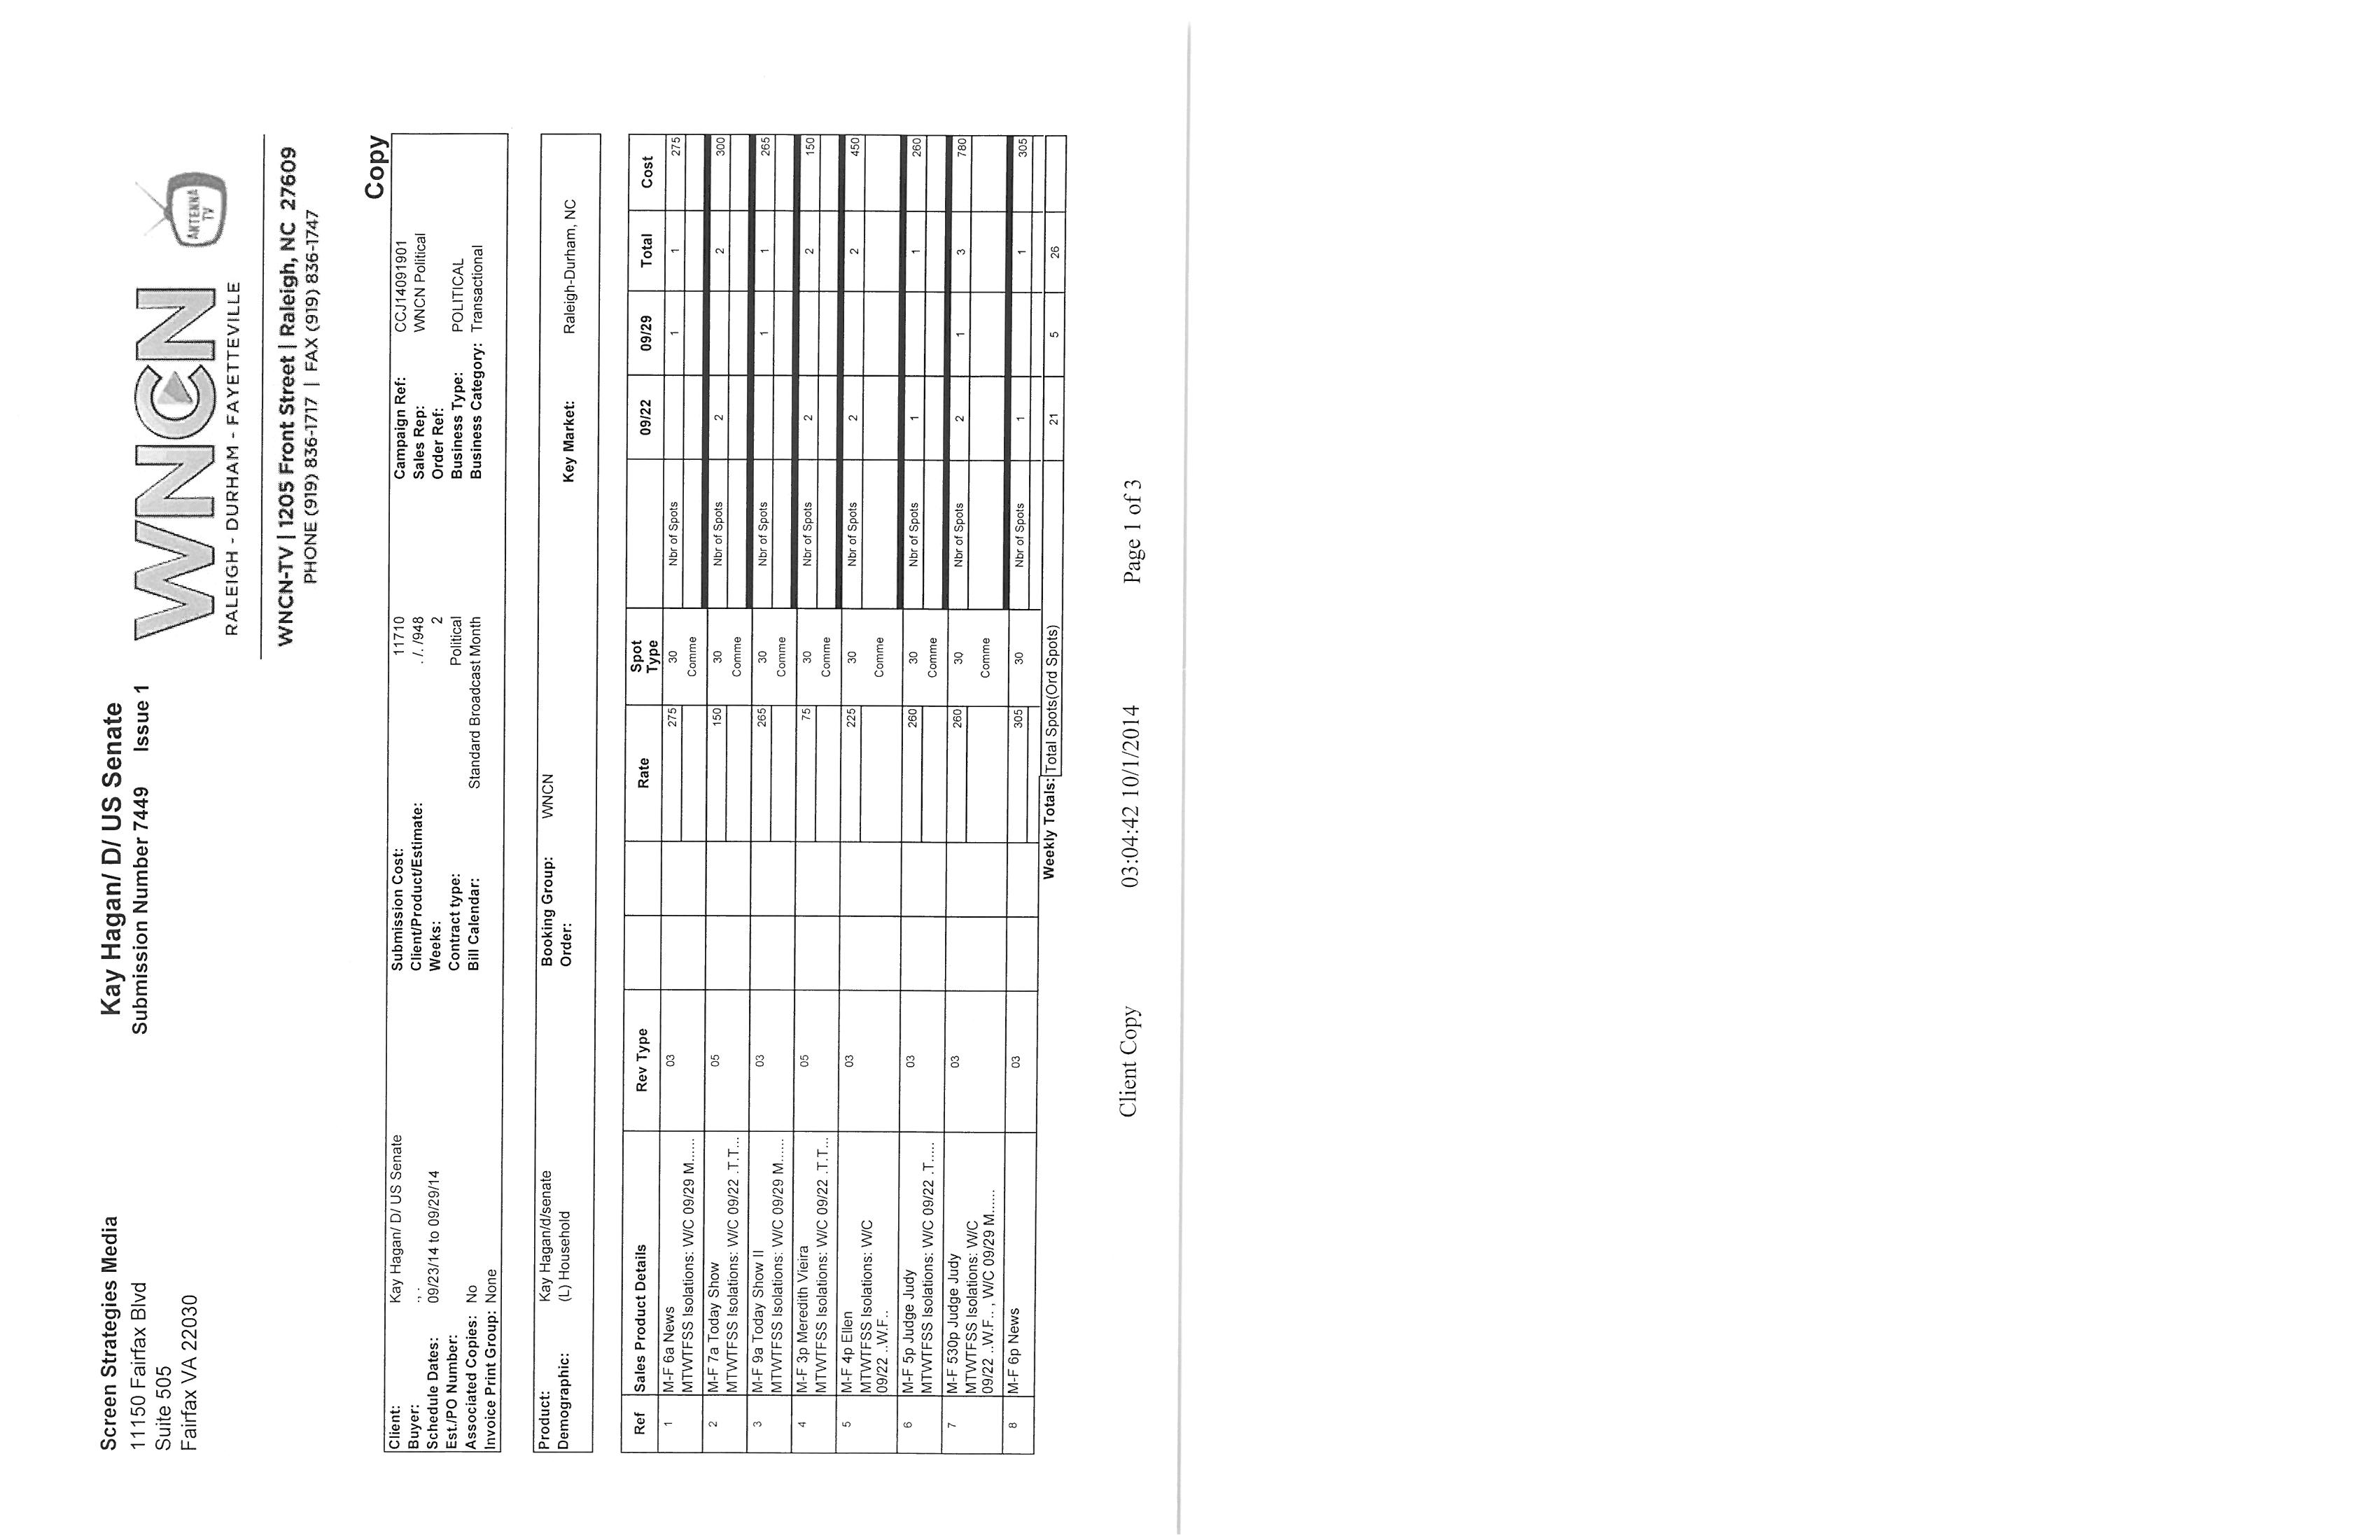 Screen Strategies Media
11150 Fairfax Blvd
Suite 505
Fairfax VA 22030
Kay Hagan/ D/ US Senate
Submission Number 7449 Issue 1
WNCN
ANTENNA TV
RALEIGH - DURHAM - FAYETTEVILLE
WNCN-TV | 1205 Front Street | Raleigh, NC 27609
PHONE (919) 836-1717 | FAX (919) 836-1747
Copy
Client: Kay Hagan/ D/ US Senate Submission Cost: 11710 Campaign Ref: CCJ14091901
Buyer: ., . Client/Product/Estimate: . /. /948 Sales Rep: WNCN Political
Schedule Dates: 09/23/14 to 09/29/14 Weeks: 2 Order Ref:
Est./PO Number: Contract type: Political Business Type: POLITICAL
Associated Copies: No Bill Calendar: Standard Broadcast Month Business Category: Transactional
Invoice Print Group: None
Product: Kay Hagan/d/senate Booking Group: WNCN
Demographic: (L) Household Order: Key Market: Raleigh-Durham, NC
Ref Sales Product Details Rev Type Rate Spot Type 09/22 09/29 Total Cost
1 M-F 6a News 03 275 30 Nbr of Spots 1 1 275
MTWTFSS Isolations: W/C 09/29 M...... Comme
2 M-F 7a Today Show 05 150 30 Nbr of Spots 2 2 300
MTWTFSS Isolations: W/C 09/22 .T.T... Comme
3 M-F 9a Today Show II 03 265 30 Nbr of Spots 1 1 265
MTWTFSS Isolations: W/C 09/29 M...... Comme
4 M-F 3p Meredith Vieira 05 75 30 Nbr of Spots 2 2 150
MTWTFSS Isolations: W/C 09/22 .T.T... Comme
5 M-F 4p Ellen 03 225 30 Nbr of Spots 2 2 450
MTWTFSS Isolations: W/C Comme
09/22 ..W.F..
6 M-F 5p Judge Judy 03 260 30 Nbr of Spots 1 1 260
MTWTFSS Isolations: W/C 09/22 .T..... Comme
7 M-F 530p Judge Judy 03 260 30 Nbr of Spots 2 1 3 780
MTWTFSS Isolations: W/C Comme
09/22 ..W.F.. , W/C 09/29 M......
8 M-F 6p News 03 305 30 Nbr of Spots 1 1 305
Weekly Totals: Total Spots(Ord Spots) 21 5 26
Client Copy 03:04:42 10/1/2014 Page 1 of 3